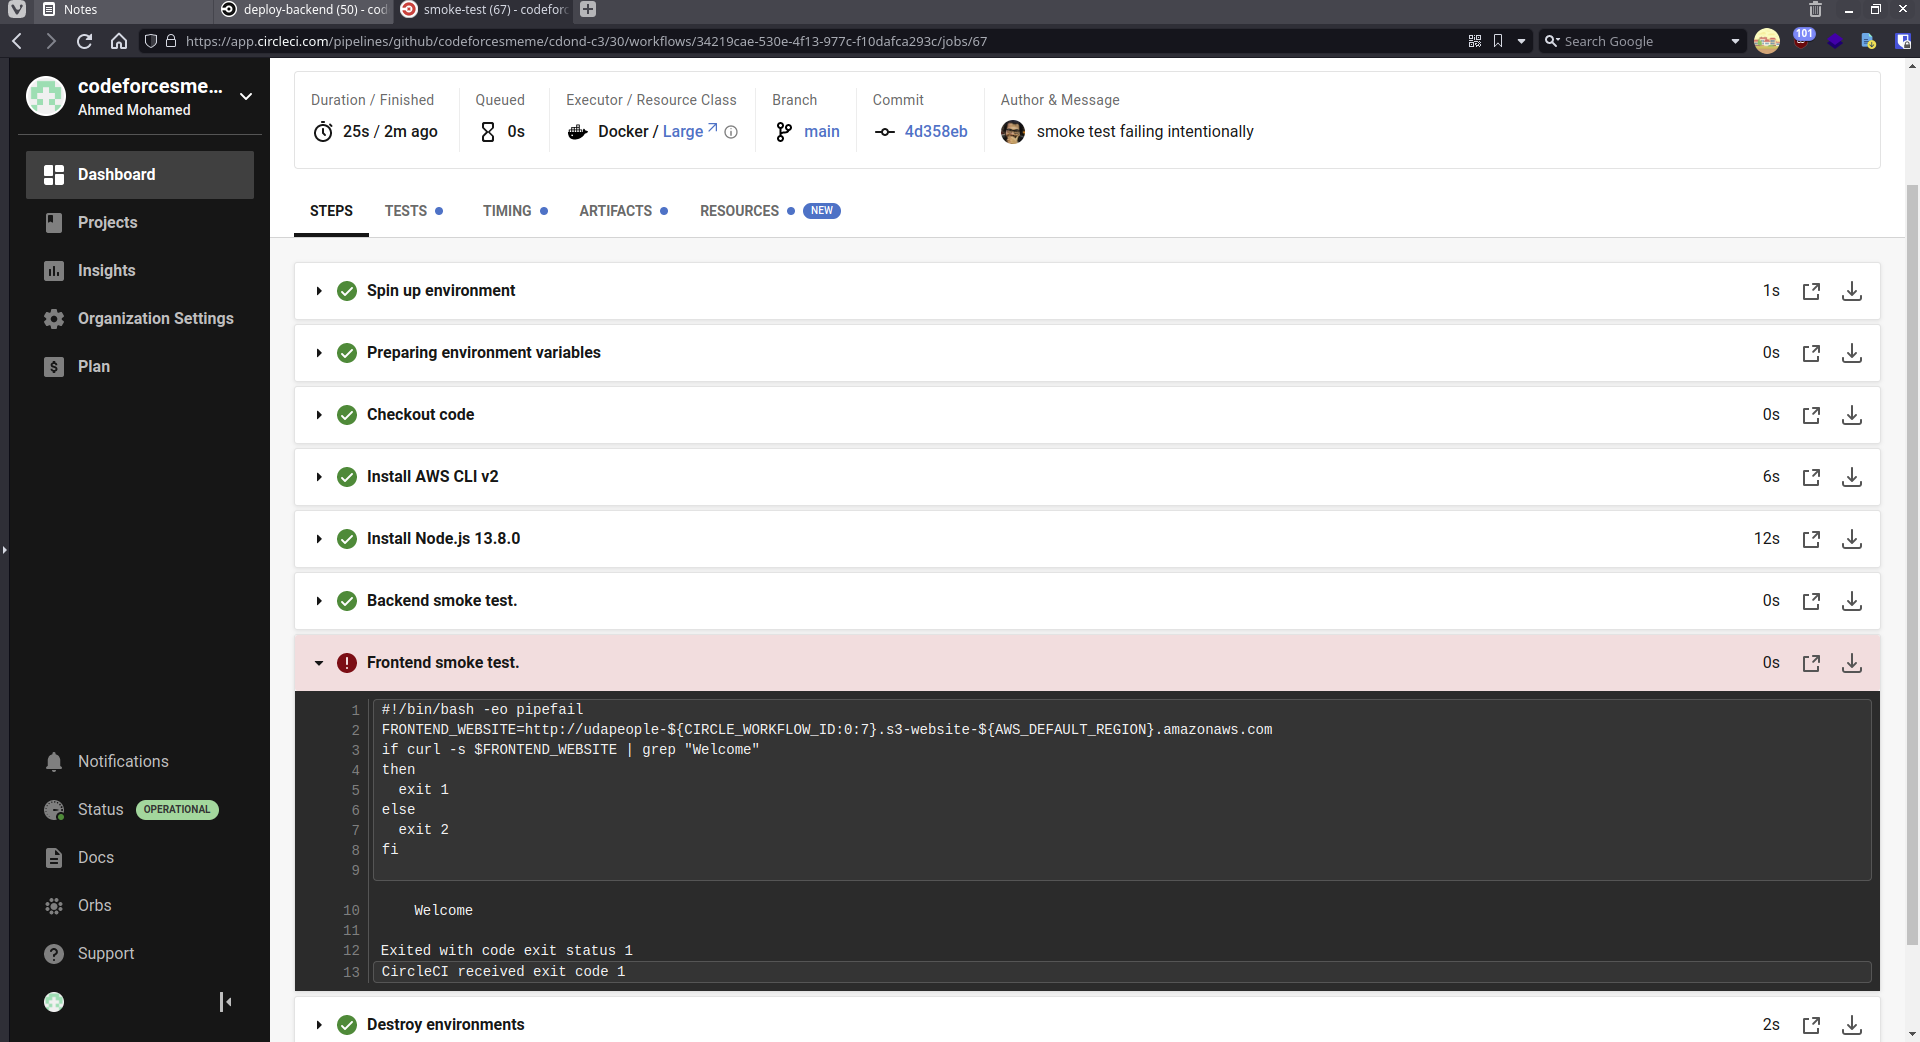 Notes
deploy-backend (50) - cod
smoke-test (67) - codeforc
https://app.circleci.com/pipelines/github/codeforcesmeme/cdond-c3/30/workflows/34219cae-530e-4f13-977c-f10dafca293c/jobs/67
Search Google
101
codeforcesme...
Ahmed Mohamed
Dashboard
Projects
Insights
Organization Settings
Plan
Notifications
Status OPERATIONAL
Docs
Orbs
Support
Duration / Finished
25s / 2m ago
Queued
0s
Executor / Resource Class
Docker / Large
Branch
main
Commit
4d358eb
Author & Message
smoke test failing intentionally
STEPS TESTS TIMING ARTIFACTS RESOURCES NEW
Spin up environment 1s
Preparing environment variables 0s
Checkout code 0s
Install AWS CLI v2 6s
Install Node.js 13.8.0 12s
Backend smoke test. 0s
Frontend smoke test. 0s
1 #!/bin/bash -eo pipefail
2 FRONTEND_WEBSITE=http://udapeople-${CIRCLE_WORKFLOW_ID:0:7}.s3-website-${AWS_DEFAULT_REGION}.amazonaws.com
3 if curl -s $FRONTEND_WEBSITE | grep "Welcome"
4 then
5   exit 1
6 else
7   exit 2
8 fi
9
10     Welcome
11
12 Exited with code exit status 1
13 CircleCI received exit code 1
Destroy environments 2s